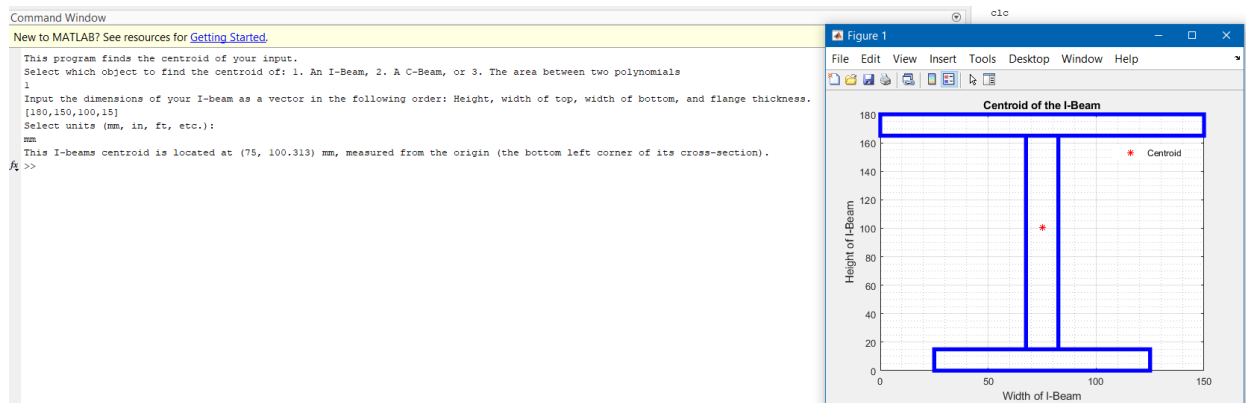 Command Window
New to MATLAB? See resources for Getting Started.
This program finds the centroid of your input.
Select which object to find the centroid of: 1. An I-Beam, 2. A C-Beam, or 3. The area between two polynomials
1
Input the dimensions of your I-beam as a vector in the following order: Height, width of top, width of bottom, and flange thickness.
[180,150,100,15]
Select units (mm, in, ft, etc.):
mm
This I-beams centroid is located at (75, 100.313) mm, measured from the origin (the bottom left corner of its cross-section).
fx >>
clc
Figure 1
File Edit View Insert Tools Desktop Window Help
Centroid of the I-Beam
180
160
140
120
100
80
60
40
20
0
Height of I-Beam
Centroid
0 50 100 150
Width of I-Beam